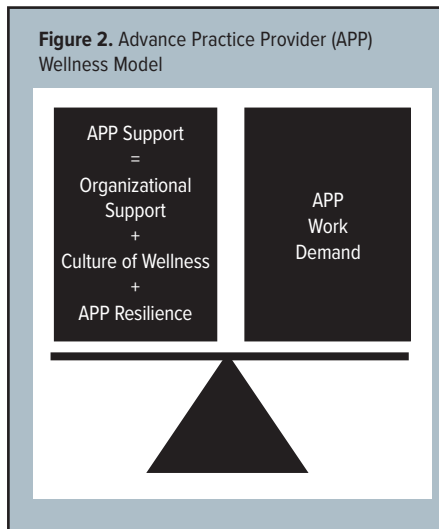 Figure 2. Advance Practice Provider (APP)
Wellness Model
APP Support
=
Organizational
Support
+
Culture of Wellness
+
APP Resilience
APP
Work
Demand